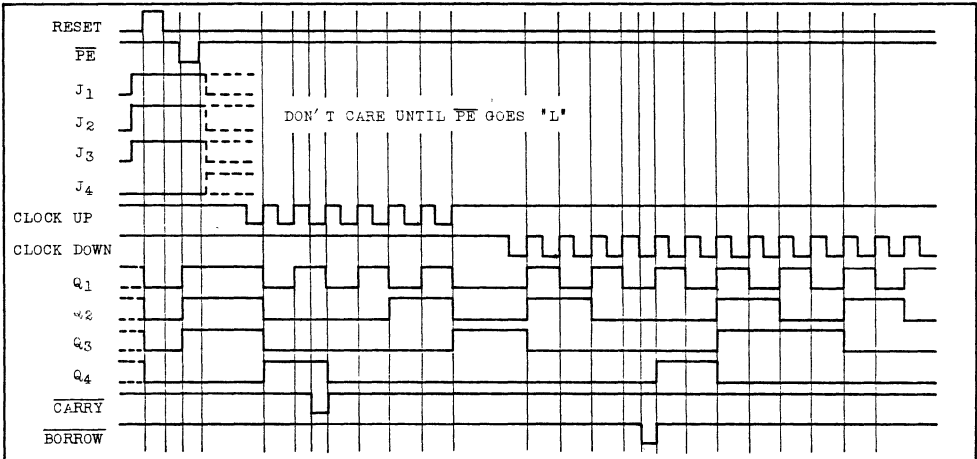 RESET
PE
J1
J2
DON'T CARE UNTIL PE GOES "L"
J3
J4
CLOCK UP
CLOCK DOWN
Q1
Q2
Q3
Q4
CARRY
BORROW